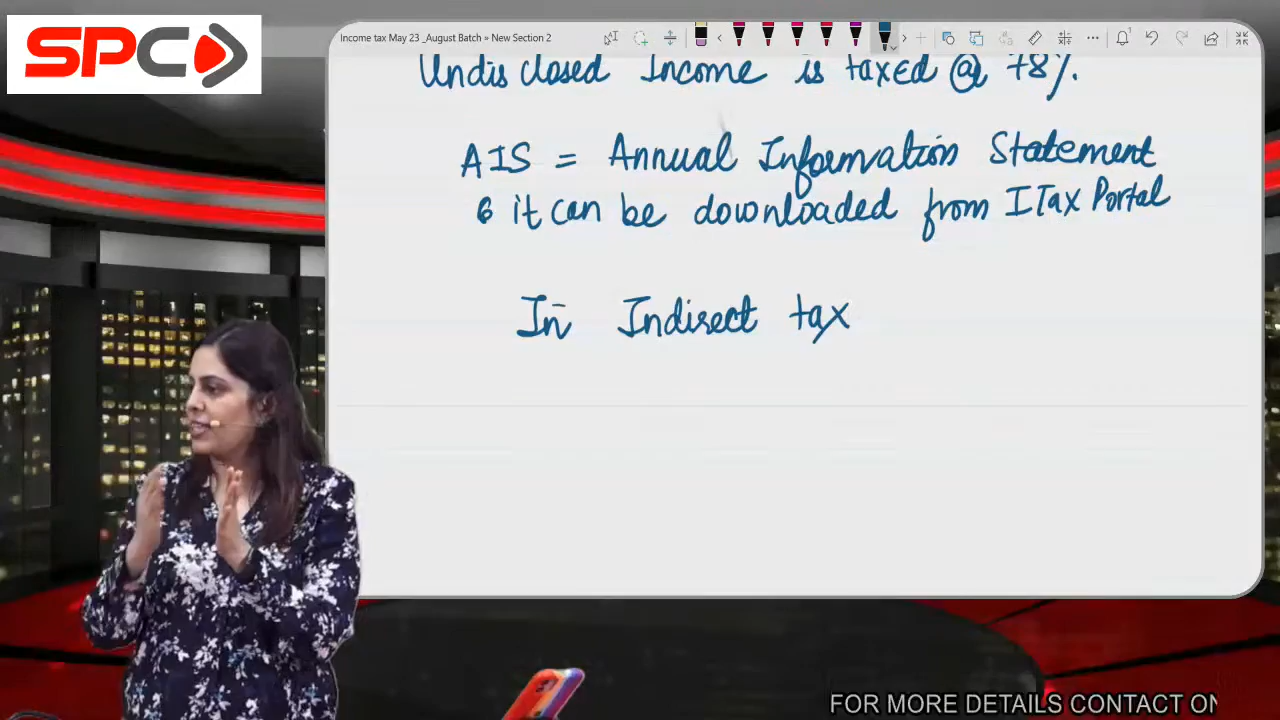 SPC
Income tax May 23 _August Batch » New Section 2
Undisclosed Income is taxed @ 78%.
AIS = Annual Information Statement
it can be downloaded from ITax Portal
In Indirect tax
FOR MORE DETAILS CONTACT ON